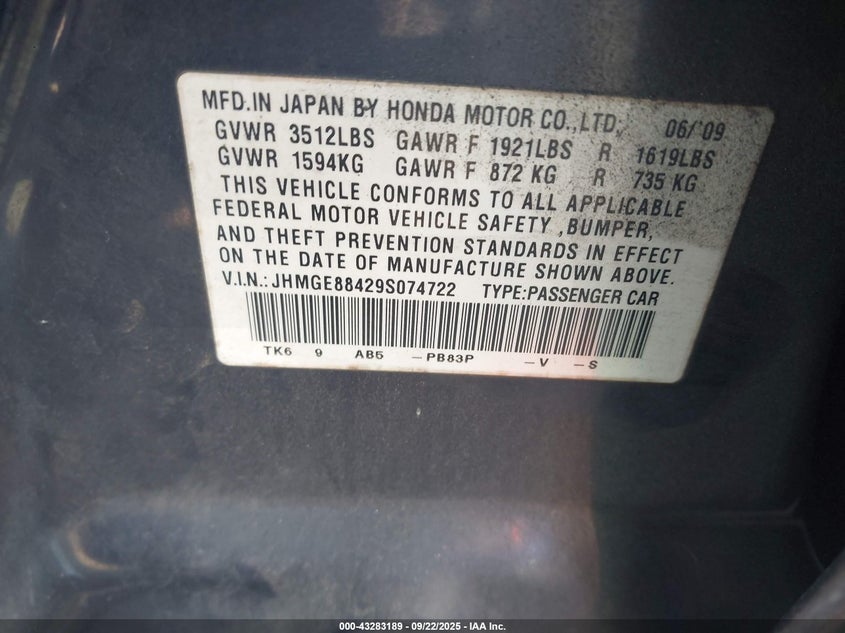 MFD.IN JAPAN BY HONDA MOTOR CO.,LTD. 06/'09
GVWR 3512LBS GAWR F 1921LBS R 1619LBS
GVWR 1594KG GAWR F 872 KG R 735 KG
THIS VEHICLE CONFORMS TO ALL APPLICABLE
FEDERAL MOTOR VEHICLE SAFETY ,BUMPER,
AND THEFT PREVENTION STANDARDS IN EFFECT
ON THE DATE OF MANUFACTURE SHOWN ABOVE.
V.I.N.: JHMGE88429S074722 TYPE:PASSENGER CAR
TK6 9 AB5 -PB83P -V -S
000-43283189 - 09/22/2025 - IAA Inc.